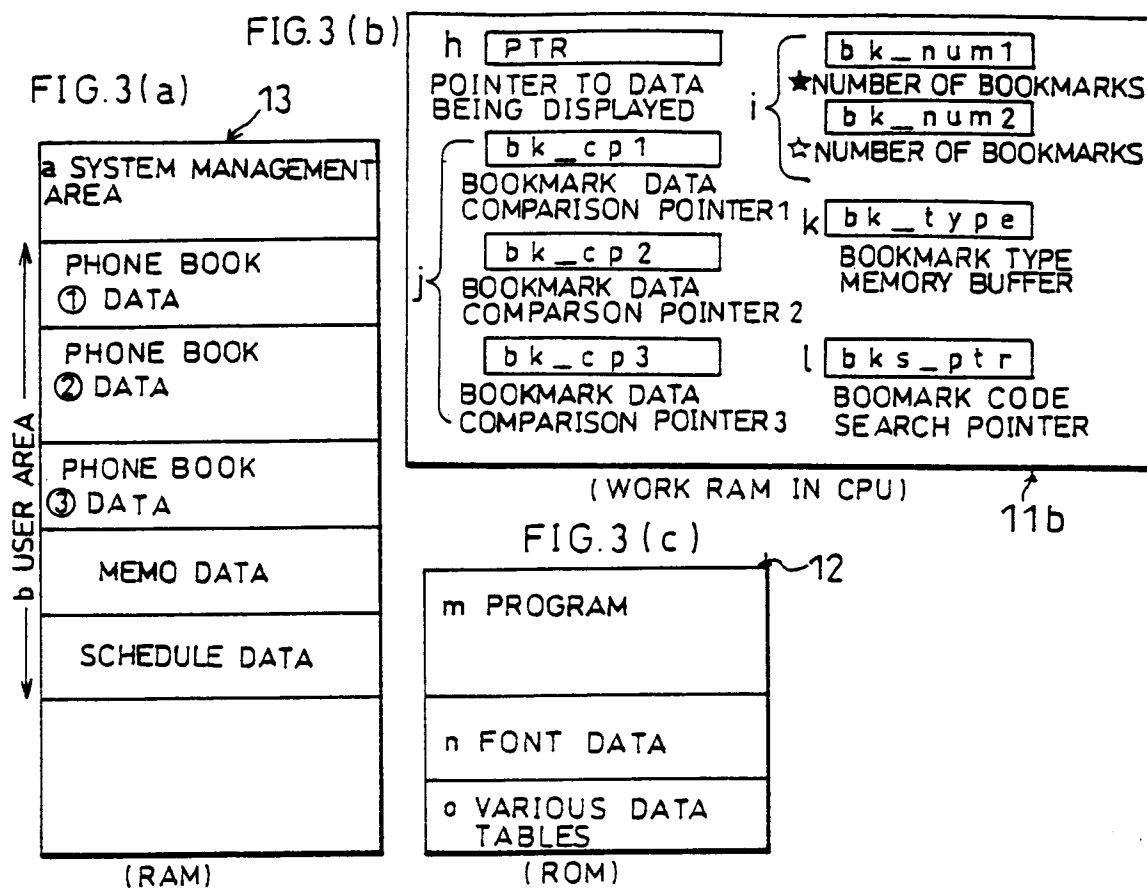 FIG.3(a)
13
a SYSTEM MANAGEMENT
AREA
b USER AREA
PHONE BOOK
① DATA
PHONE BOOK
② DATA
PHONE BOOK
③ DATA
MEMO DATA
SCHEDULE DATA
(RAM)
FIG.3(b)
h PTR
POINTER TO DATA
BEING DISPLAYED
j
bk_cp1
BOOKMARK DATA
COMPARISON POINTER 1
bk_cp2
BOOKMARK DATA
COMPARSON POINTER 2
bk_cp3
BOOKMARK DATA
COMPARISON POINTER 3
i
bk_num1
★NUMBER OF BOOKMARKS
bk_num2
☆NUMBER OF BOOKMARKS
k bk_type
BOOKMARK TYPE
MEMORY BUFFER
l bks_ptr
BOOMARK CODE
SEARCH POINTER
(WORK RAM IN CPU)
11b
FIG.3(c)
12
m PROGRAM
n FONT DATA
o VARIOUS DATA
TABLES
(ROM)